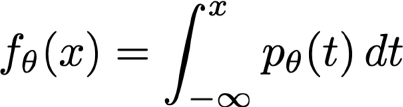 f_θ(x) = ∫_{-∞}^{x} p_θ(t) dt